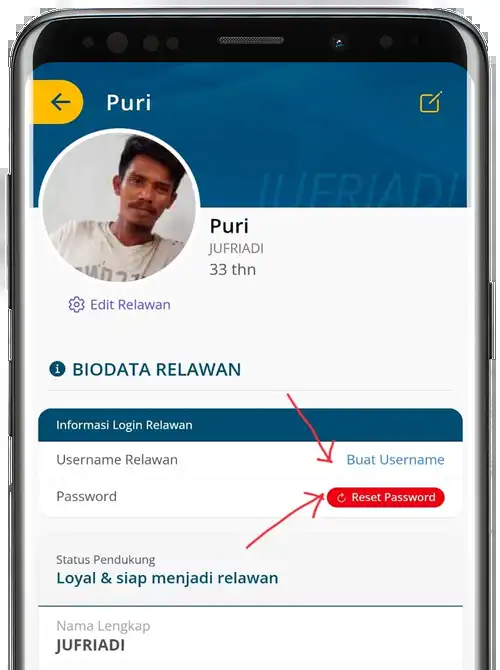 Puri
JUFRIADI
Puri
JUFRIADI
33 thn
Edit Relawan
BIODATA RELAWAN
Informasi Login Relawan
Username Relawan Buat Username
Password Reset Password
Status Pendukung
Loyal & siap menjadi relawan
Nama Lengkap
JUFRIADI